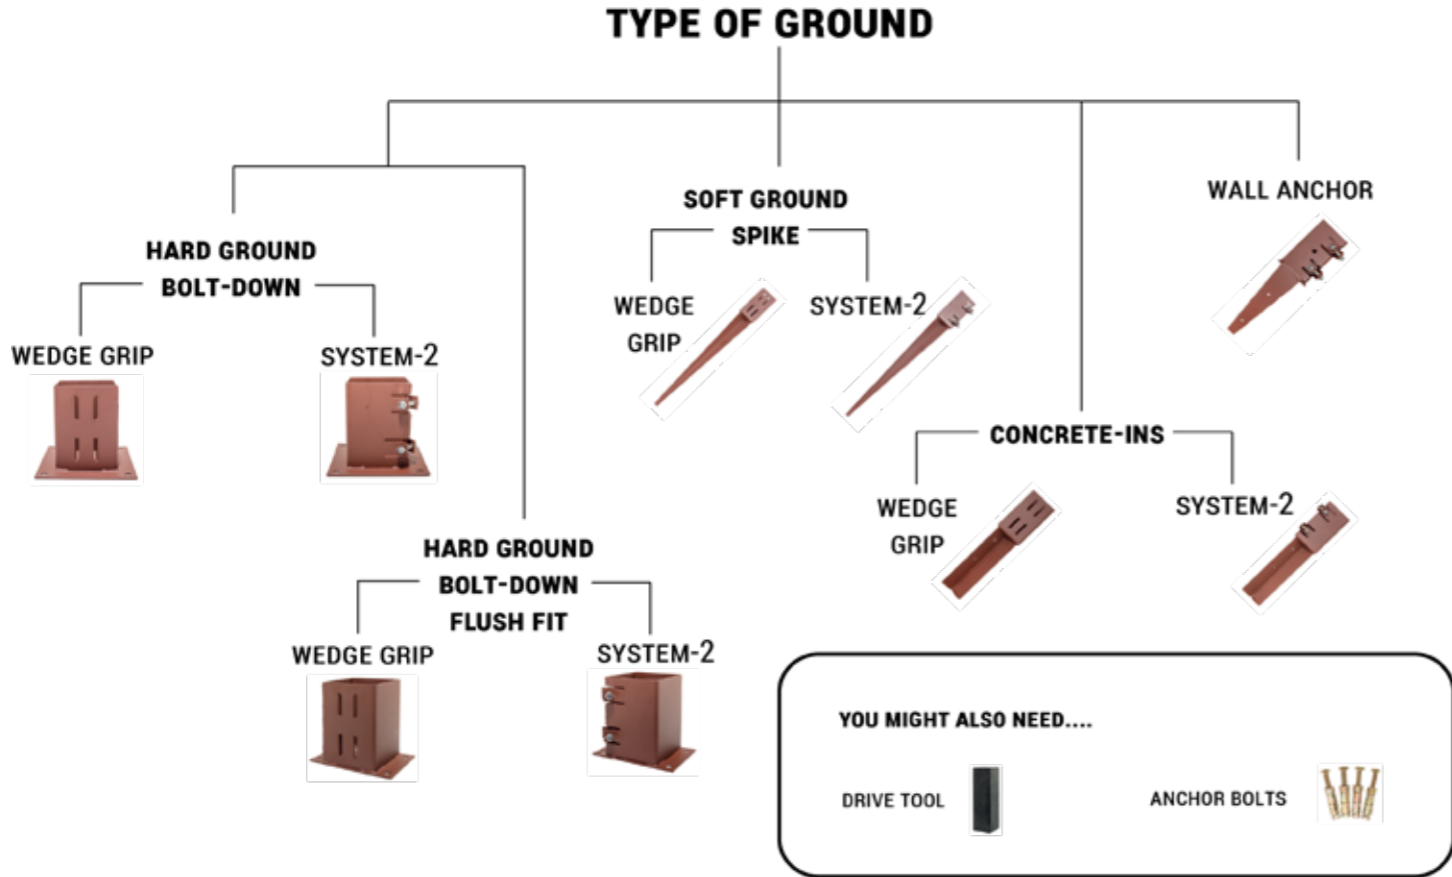 TYPE OF GROUND
WALL ANCHOR
SOFT GROUND
SPIKE
WEDGE
GRIP
SYSTEM-2
HARD GROUND
BOLT-DOWN
WEDGE GRIP
SYSTEM-2
CONCRETE-INS
WEDGE
GRIP
SYSTEM-2
HARD GROUND
BOLT-DOWN
FLUSH FIT
WEDGE GRIP
SYSTEM-2
YOU MIGHT ALSO NEED....
DRIVE TOOL
ANCHOR BOLTS